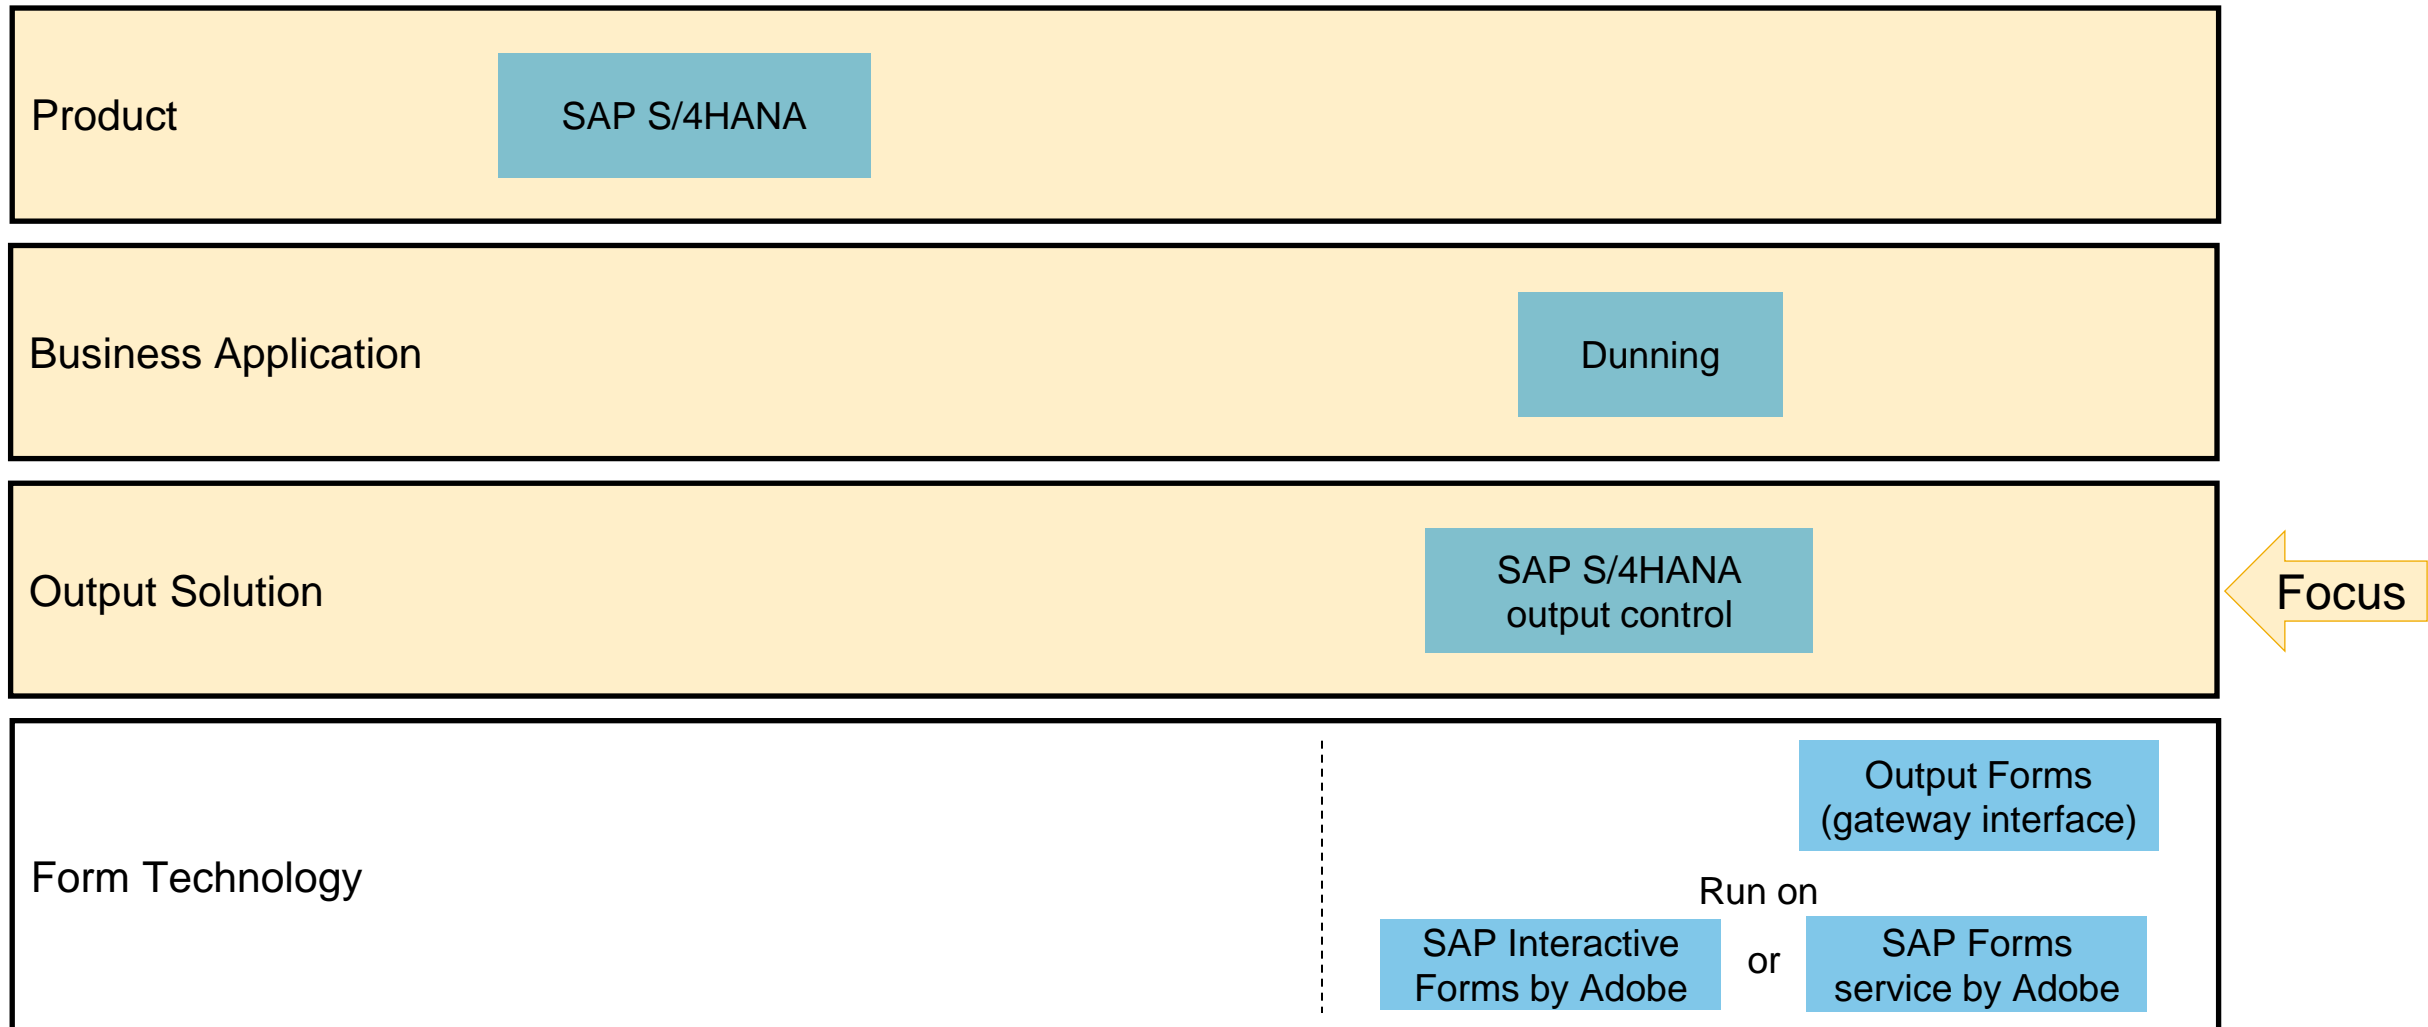 Product
SAP S/4HANA
Business Application
Dunning
Output Solution
SAP S/4HANA
output control
Focus
Form Technology
Output Forms
(gateway interface)
Run on
SAP Interactive
Forms by Adobe
or
SAP Forms
service by Adobe